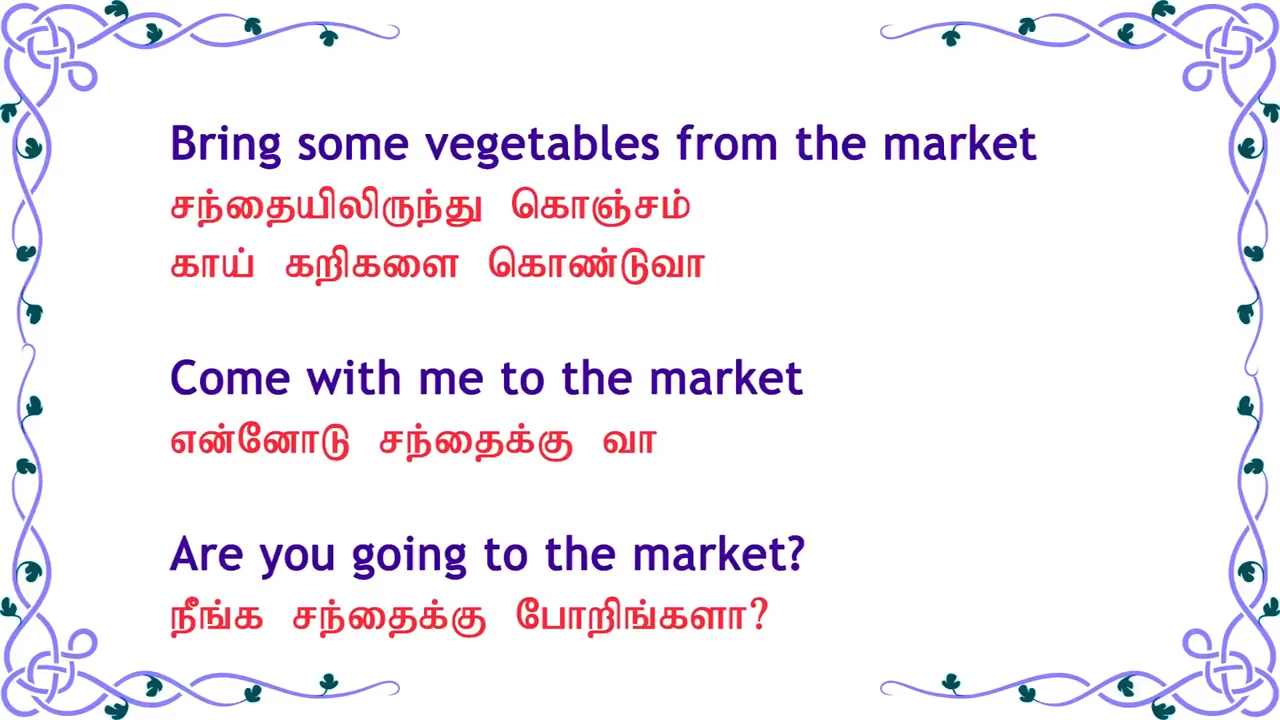 Bring some vegetables from the market
சந்தையிலிருந்து கொஞ்சம்
காய் கறிகளை கொண்டுவா
Come with me to the market
என்னோடு சந்தைக்கு வா
Are you going to the market?
நீங்க சந்தைக்கு போறிங்களா?